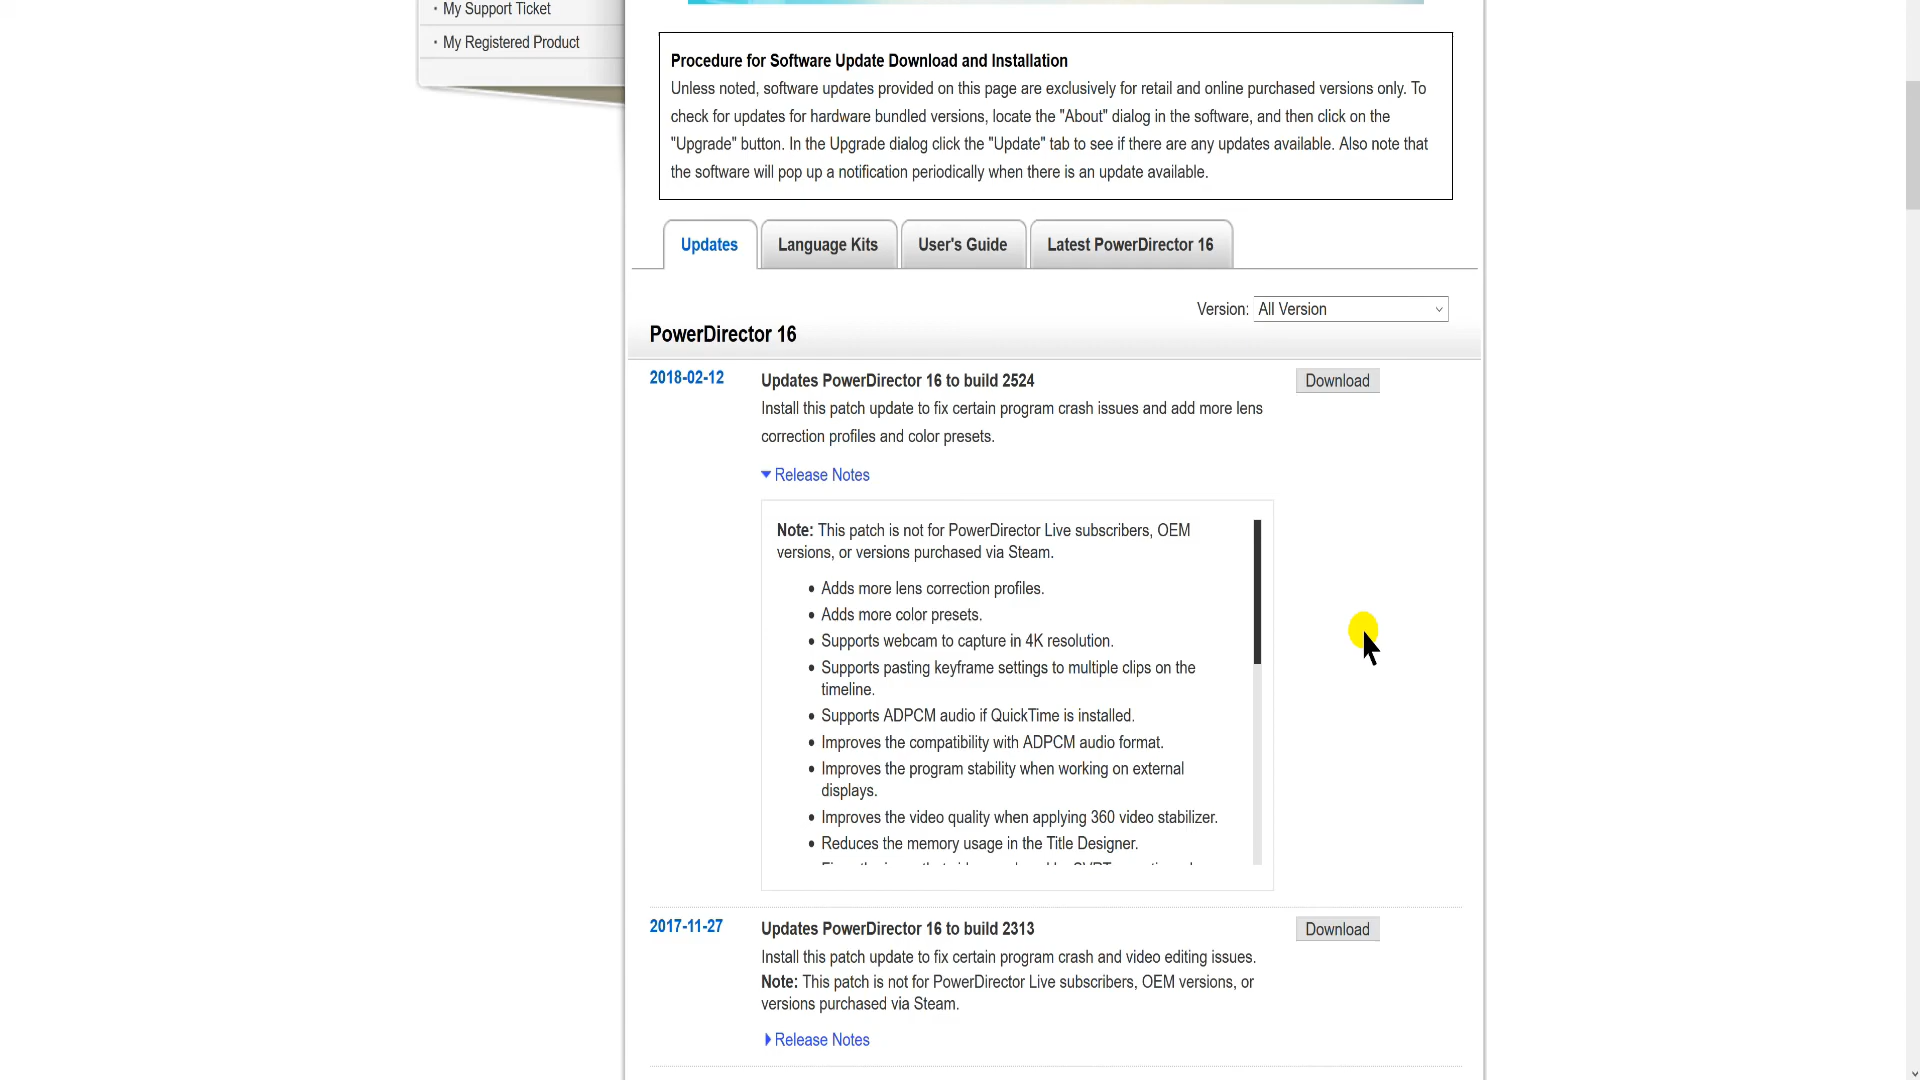 · My Support Ticket
· My Registered Product
Procedure for Software Update Download and Installation
Unless noted, software updates provided on this page are exclusively for retail and online purchased versions only. To
check for updates for hardware bundled versions, locate the "About" dialog in the software, and then click on the
"Upgrade" button. In the Upgrade dialog click the "Update" tab to see if there are any updates available. Also note that
the software will pop up a notification periodically when there is an update available.
Updates Language Kits User's Guide Latest PowerDirector 16
Version: All Version
PowerDirector 16
2018-02-12 Updates PowerDirector 16 to build 2524 Download
Install this patch update to fix certain program crash issues and add more lens
correction profiles and color presets.
Release Notes
Note: This patch is not for PowerDirector Live subscribers, OEM
versions, or versions purchased via Steam.
• Adds more lens correction profiles.
• Adds more color presets.
• Supports webcam to capture in 4K resolution.
• Supports pasting keyframe settings to multiple clips on the
timeline.
• Supports ADPCM audio if QuickTime is installed.
• Improves the compatibility with ADPCM audio format.
• Improves the program stability when working on external
displays.
• Improves the video quality when applying 360 video stabilizer.
• Reduces the memory usage in the Title Designer.
2017-11-27 Updates PowerDirector 16 to build 2313 Download
Install this patch update to fix certain program crash and video editing issues.
Note: This patch is not for PowerDirector Live subscribers, OEM versions, or
versions purchased via Steam.
Release Notes